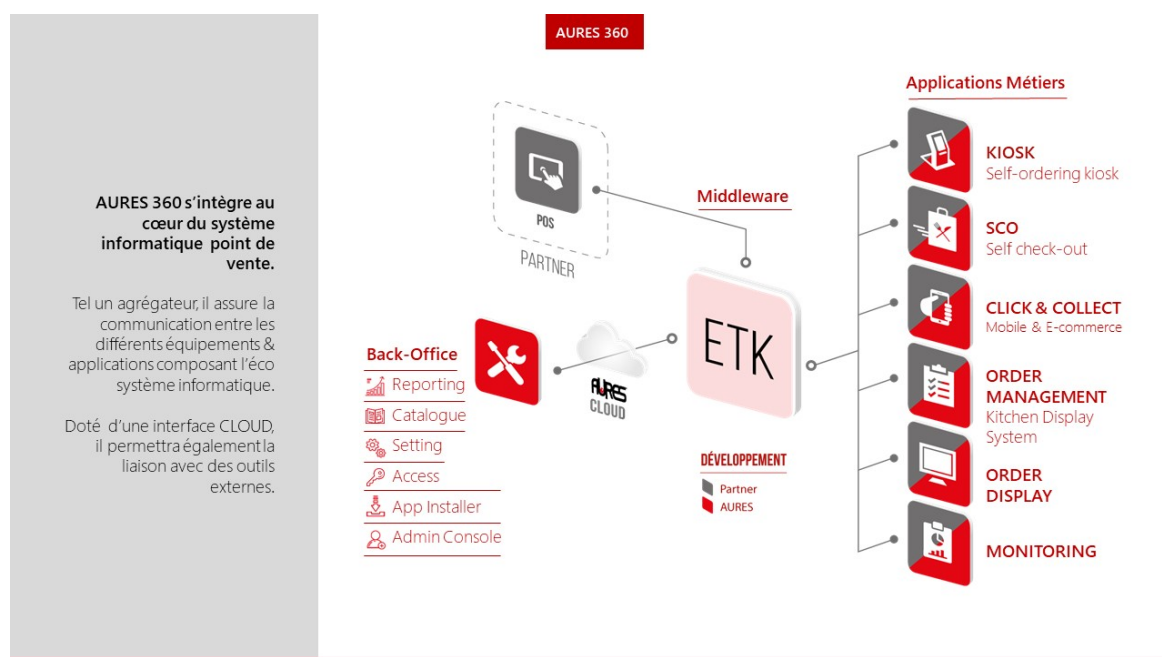 AURES 360
AURES 360 s'intègre au
cœur du système
informatique point de
vente.
Tel un agrégateur, il assure la
communication entre les
différents équipements &
applications composant l'éco
système informatique.
Doté d'une interface CLOUD,
il permettra également la
liaison avec des outils
externes.
POS
PARTNER
Middleware
ETK
Back-Office
Reporting
Catalogue
Setting
Access
App Installer
Admin Console
AURES
CLOUD
DÉVELOPPEMENT
Partner
AURES
Applications Métiers
KIOSK
Self-ordering kiosk
SCO
Self check-out
CLICK & COLLECT
Mobile & E-commerce
ORDER
MANAGEMENT
Kitchen Display
System
ORDER
DISPLAY
MONITORING